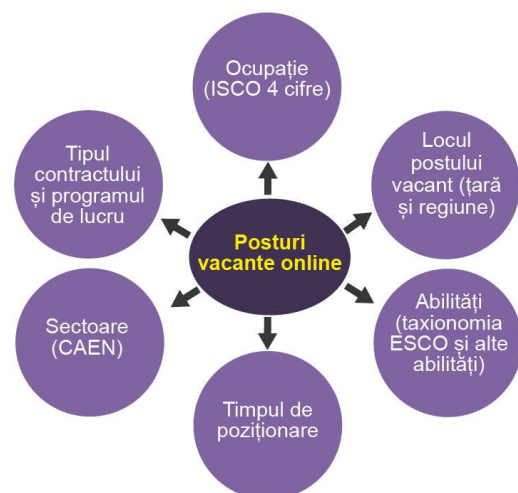 Ocupație
(ISCO 4 cifre)
Tipul
contractului
și programul
de lucru
Locul
postului
vacant (țară
și regiune)
Posturi
vacante online
Sectoare
(CAEN)
Abilități
(taxionomia
ESCO și alte
abilități)
Timpul de
poziționare